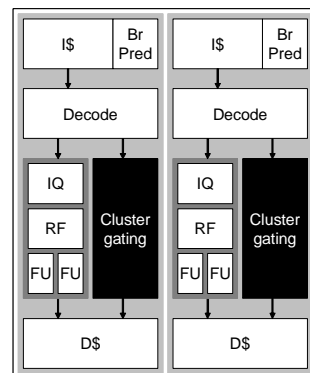 I$
Br
Pred
Decode
IQ
RF
FU FU
Cluster
gating
D$
I$
Br
Pred
Decode
IQ
RF
FU FU
Cluster
gating
D$